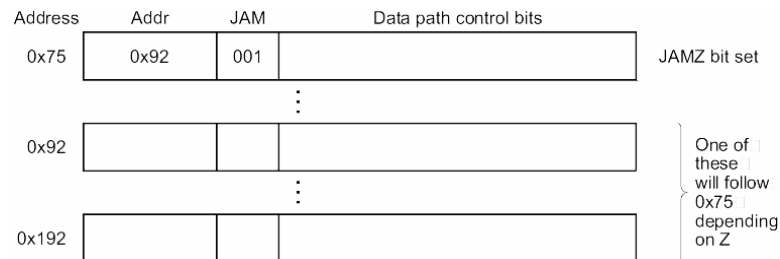 Address Addr JAM Data path control bits
0x75 0x92 001 JAMZ bit set
0x92
One of
these
will follow
0x75
depending
on Z
0x192